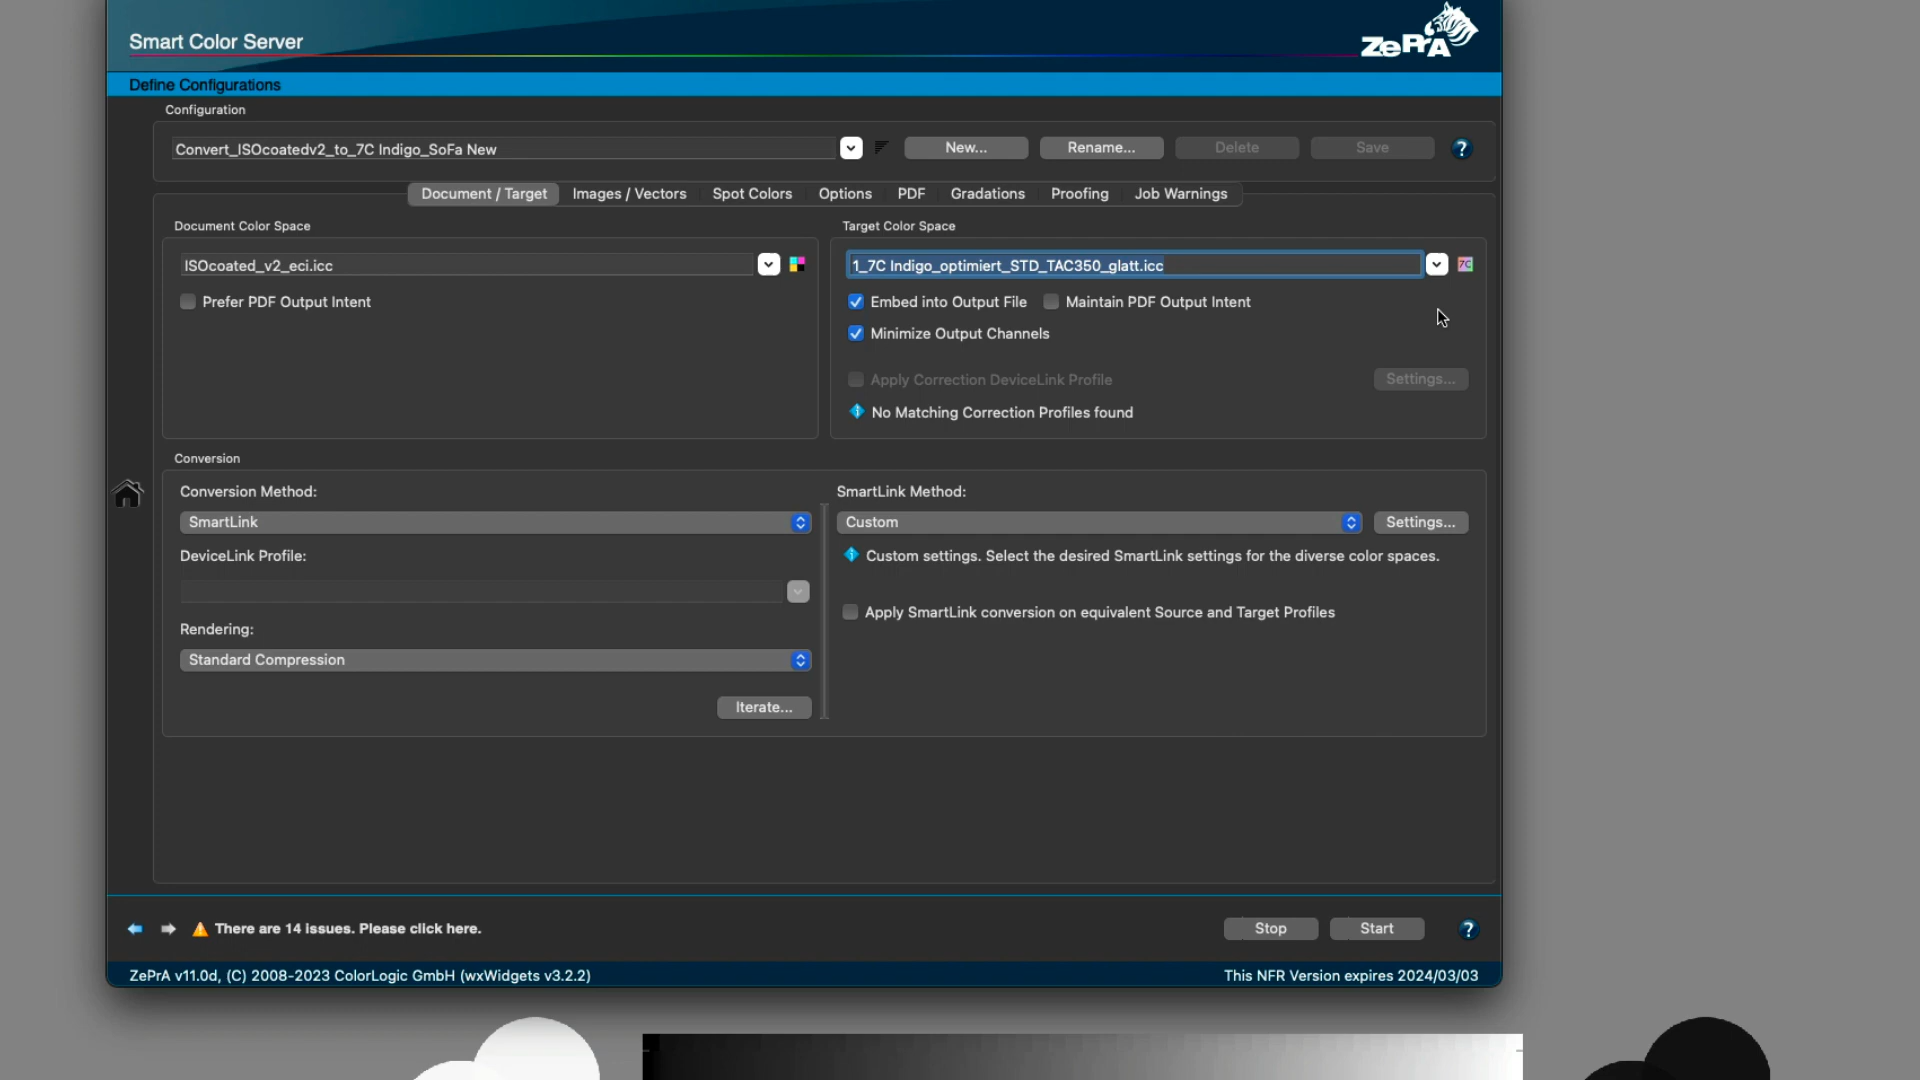 Smart Color Server
ZePrA
Define Configurations
Configuration
Convert_ISOcoatedv2_to_7C Indigo_SoFa New
New...
Rename...
Delete
Save
?
Document / Target
Images / Vectors
Spot Colors
Options
PDF
Gradations
Proofing
Job Warnings
Document Color Space
Target Color Space
ISOcoated_v2_eci.icc
1_7C Indigo_optimiert_STD_TAC350_glatt.icc
7C
Prefer PDF Output Intent
Embed into Output File
Maintain PDF Output Intent
Minimize Output Channels
Apply Correction DeviceLink Profile
Settings...
No Matching Correction Profiles found
Conversion
Conversion Method:
SmartLink Method:
SmartLink
Custom
Settings...
DeviceLink Profile:
Custom settings. Select the desired SmartLink settings for the diverse color spaces.
Apply SmartLink conversion on equivalent Source and Target Profiles
Rendering:
Standard Compression
Iterate...
There are 14 issues. Please click here.
Stop
Start
?
ZePrA v11.0d, (C) 2008-2023 ColorLogic GmbH (wxWidgets v3.2.2)
This NFR Version expires 2024/03/03